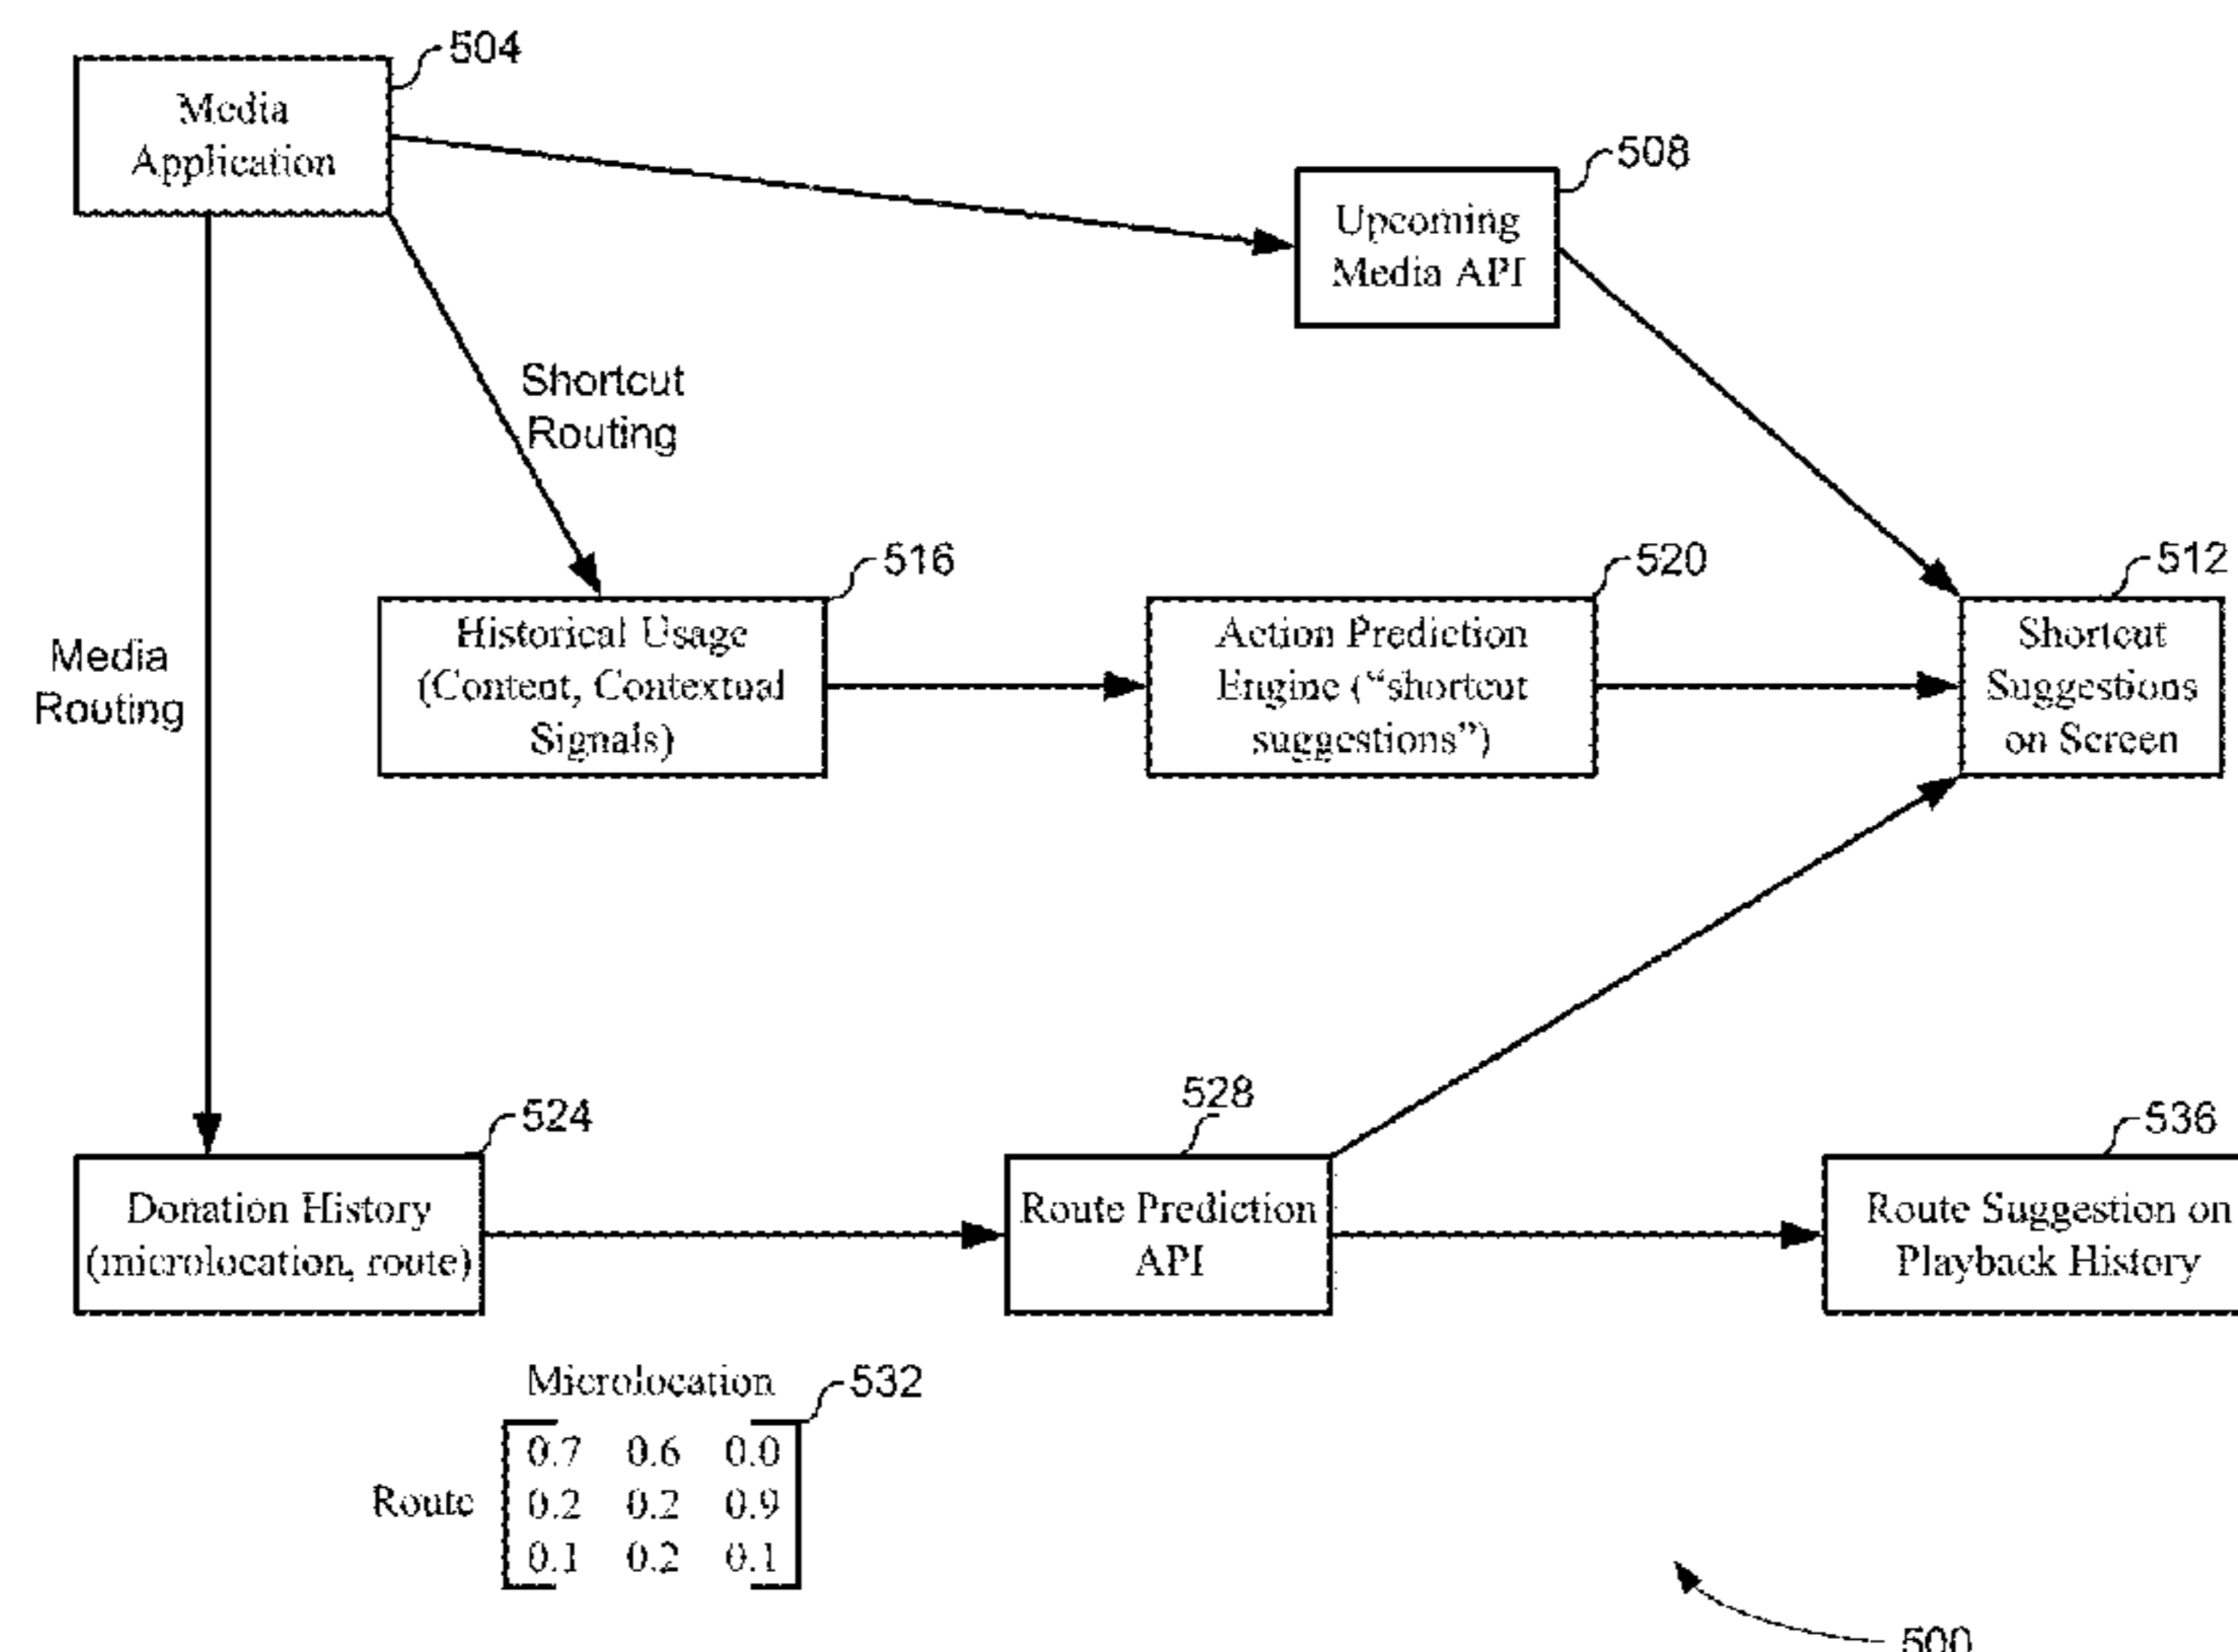 504
Media
Application
508
Upcoming
Media API
Shortcut
Routing
516
520
512
Historical Usage
(Content, Contextual
Signals)
Action Prediction
Engine (“shortcut
suggestions”)
Shortcut
Suggestions
on Screen
Media
Routing
524
528
536
Donation History
(microlocation, route)
Route Prediction
API
Route Suggestion on
Playback History
Microlocation
532
0.7 0.6 0.0
Route
0.2 0.2 0.9
0.1 0.2 0.1
500